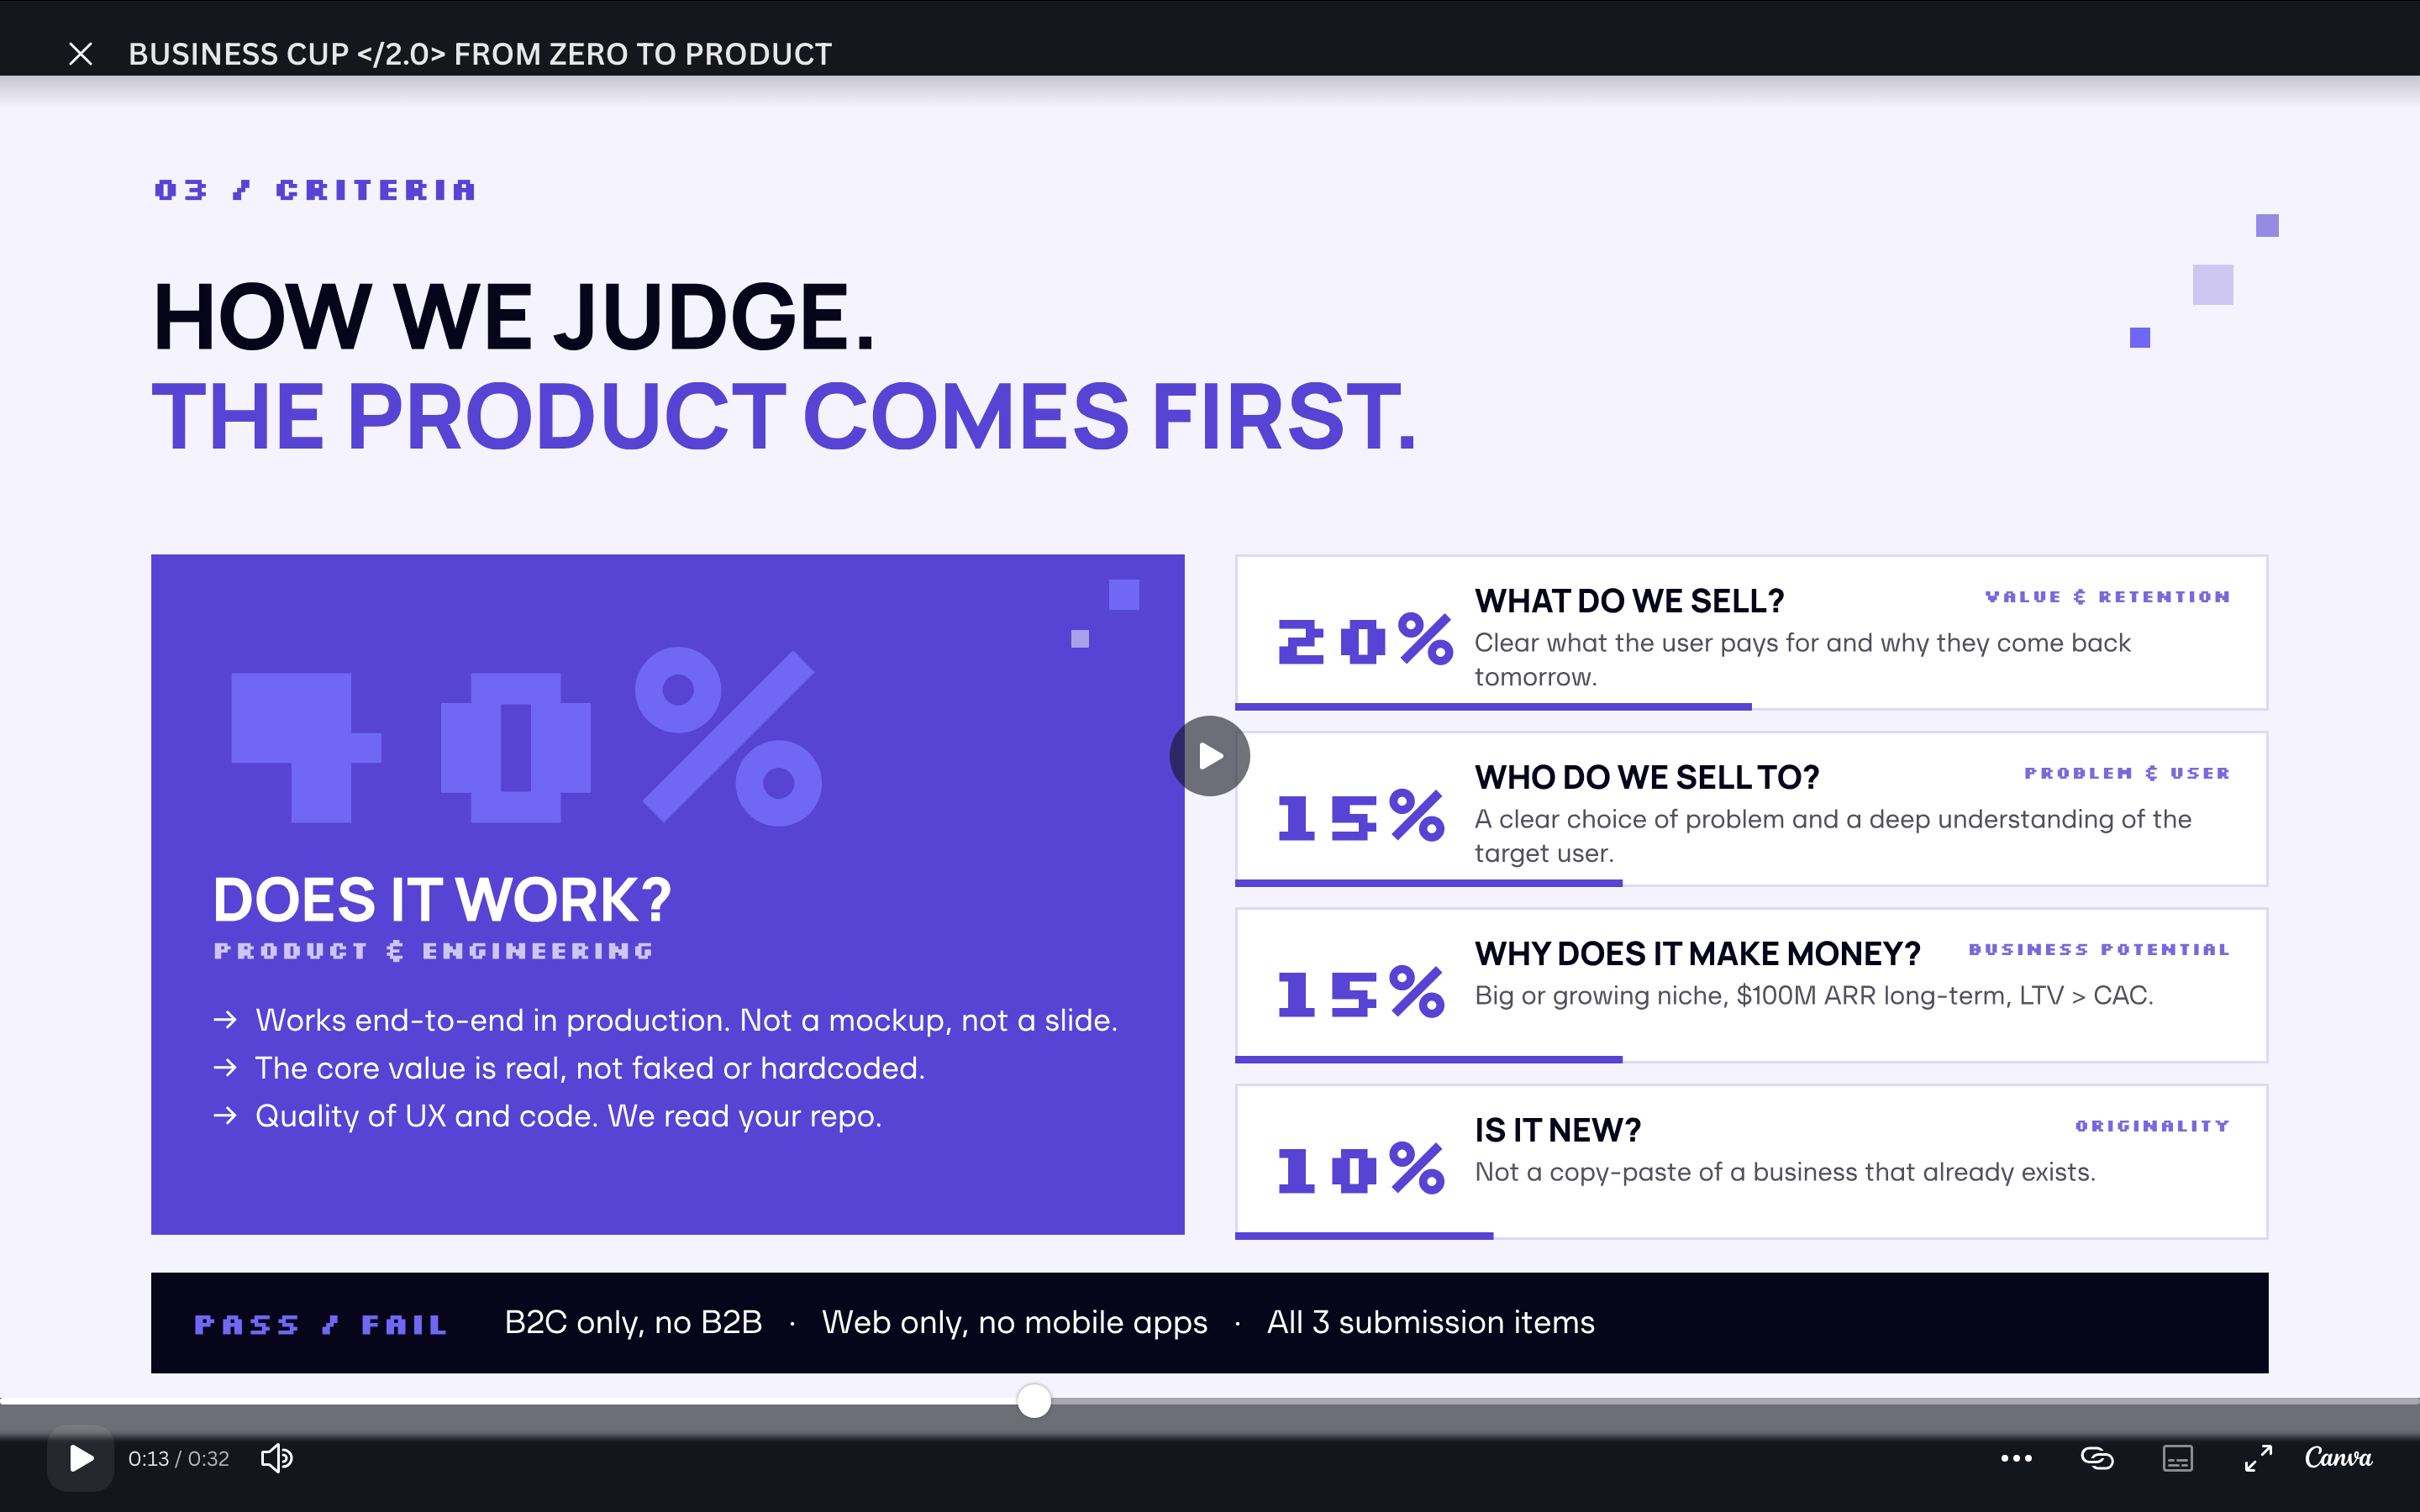 BUSINESS CUP </2.0> FROM ZERO TO PRODUCT
03 / CRITERIA
HOW WE JUDGE.
THE PRODUCT COMES FIRST.
40%
DOES IT WORK?
PRODUCT & ENGINEERING
→ Works end-to-end in production. Not a mockup, not a slide.
→ The core value is real, not faked or hardcoded.
→ Quality of UX and code. We read your repo.
20%
WHAT DO WE SELL?
VALUE & RETENTION
Clear what the user pays for and why they come back
tomorrow.
15%
WHO DO WE SELL TO?
PROBLEM & USER
A clear choice of problem and a deep understanding of the
target user.
15%
WHY DOES IT MAKE MONEY?
BUSINESS POTENTIAL
Big or growing niche, $100M ARR long-term, LTV > CAC.
10%
IS IT NEW?
ORIGINALITY
Not a copy-paste of a business that already exists.
PASS / FAIL
B2C only, no B2B · Web only, no mobile apps · All 3 submission items
0:13 / 0:32
Canva